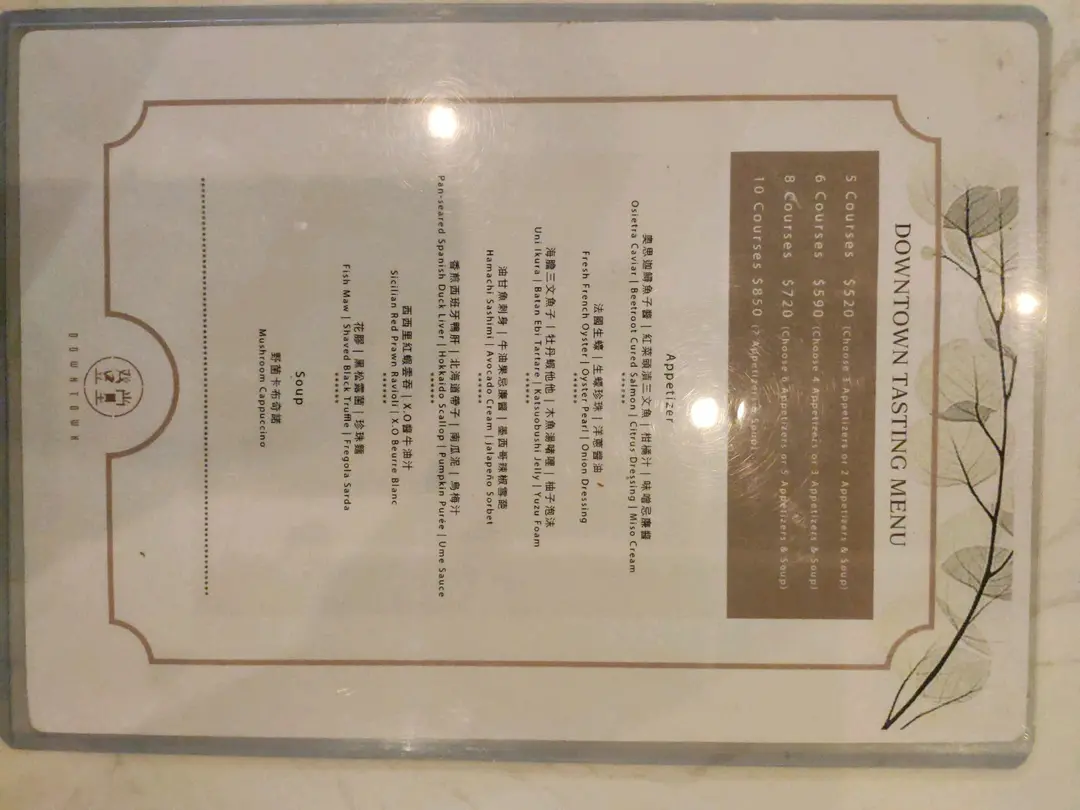 DOWNTOWN TASTING MENU
5 Courses $520 (Choose 3 Appetizers or 2 Appetizers & Soup)
6 Courses $590 (Choose 4 Appetizers or 3 Appetizers & Soup)
8 Courses $720 (Choose 6 Appetizers or 5 Appetizers & Soup)
10 Courses $850 (7 Appetizers & Soup)
Appetizer
奧思迦鱘魚子醬 | 紅菜頭漬三文魚 | 柑橘汁 | 味噌忌廉醬
Osietra Caviar | Beetroot Cured Salmon | Citrus Dressing | Miso Cream
法國生蠔 | 生蠔珍珠 | 洋蔥醬油
Fresh French Oyster | Oyster Pearl | Onion Dressing
海膽三文魚子 | 牡丹蝦他他 | 木魚湯啫喱 | 柚子泡沫
Uni Ikura | Batan Ebi Tartare | Katsuobushi Jelly | Yuzu Foam
油甘魚刺身 | 牛油果忌廉醬 | 墨西哥辣椒雪葩
Hamachi Sashimi | Avocado Cream | Jalapeño Sorbet
香煎西班牙鴨肝 | 北海道帶子 | 南瓜泥 | 烏梅汁
Pan-seared Spanish Duck Liver | Hokkaido Scallop | Pumpkin Purée | Ume Sauce
西西里紅蝦雲吞 | X.O醬牛油汁
Sicilian Red Prawn Ravioli | X.O Beurre Blanc
花膠 | 黑松露菌 | 珍珠麵
Fish Maw | Shaved Black Truffle | Fregola Sarda
Soup
野菌卡布奇諾
Mushroom Cappuccino
DOWNTOWN